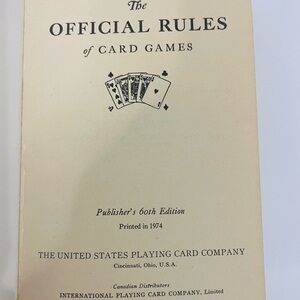 The
OFFICIAL RULES
of CARD GAMES
Publisher's 60th Edition
Printed in 1974
THE UNITED STATES PLAYING CARD COMPANY
Cincinnati, Ohio, U.S.A.
Canadian Distributors
INTERNATIONAL PLAYING CARD COMPANY, Limited